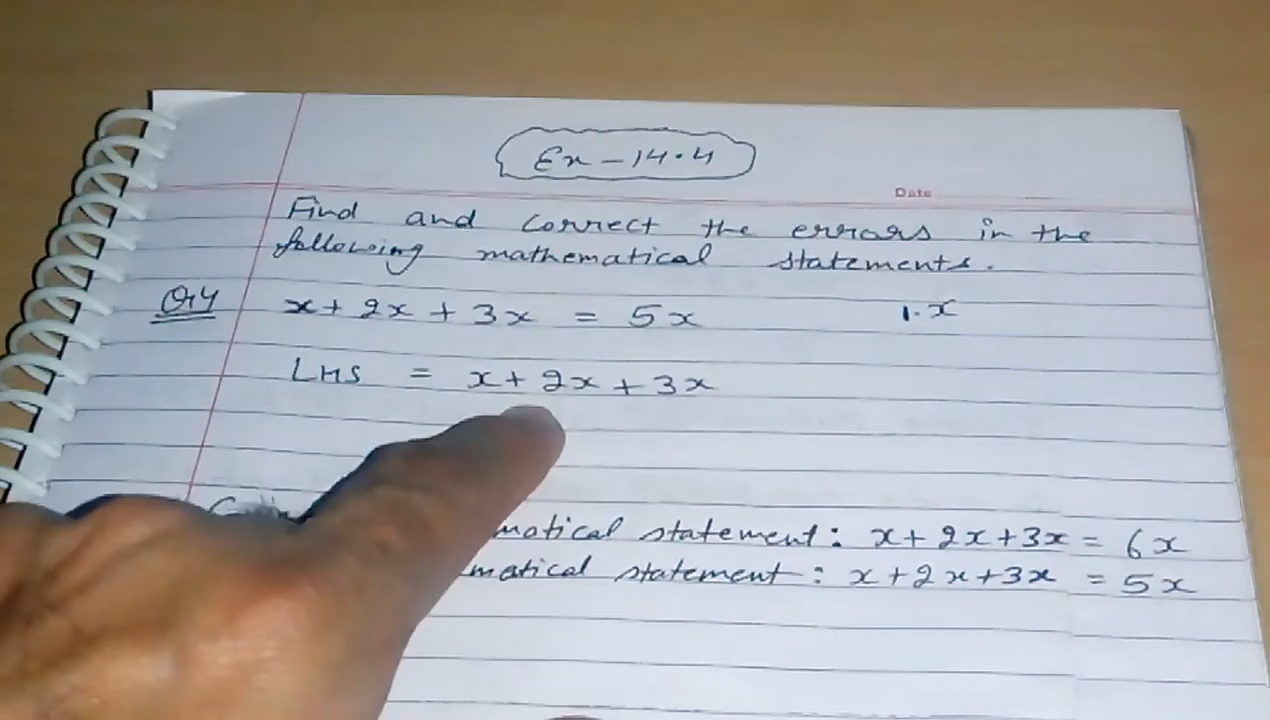 Ex - 14.4
Date
Find and correct the errors in the
following mathematical statements.
Q4 x + 2x + 3x = 5x 1.x
LHS = x + 2x + 3x
matical statement : x + 2x + 3x = 6x
matical statement : x + 2x + 3x = 5x